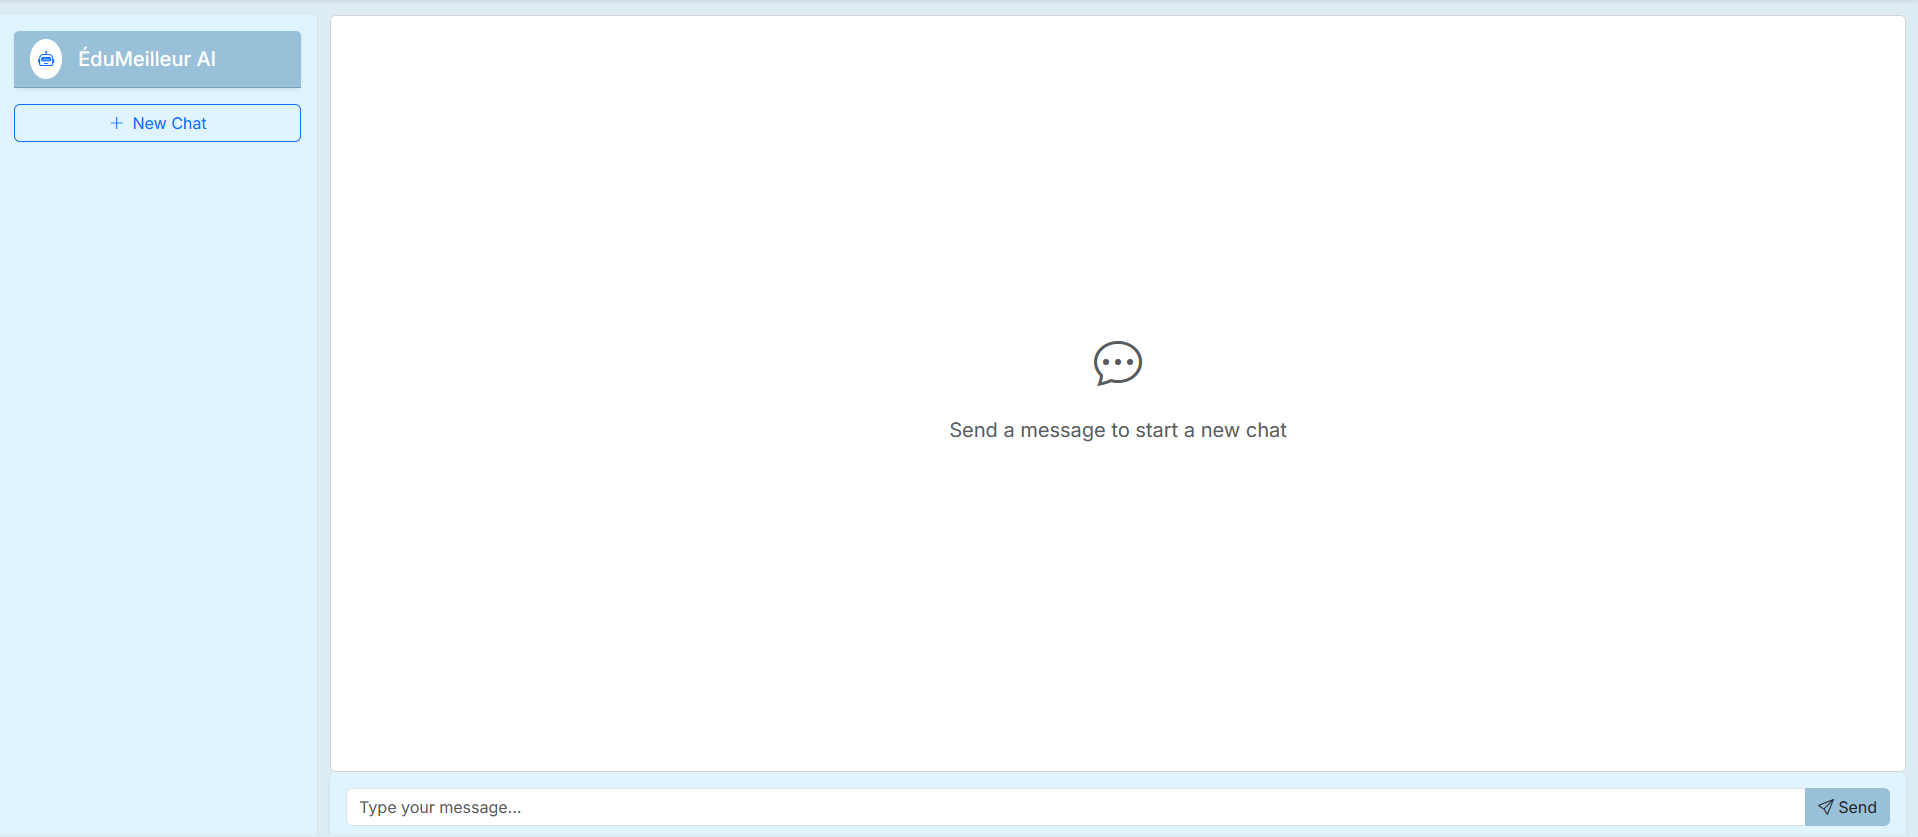 ÉduMeilleur AI
New Chat
Send a message to start a new chat
Type your message...
Send